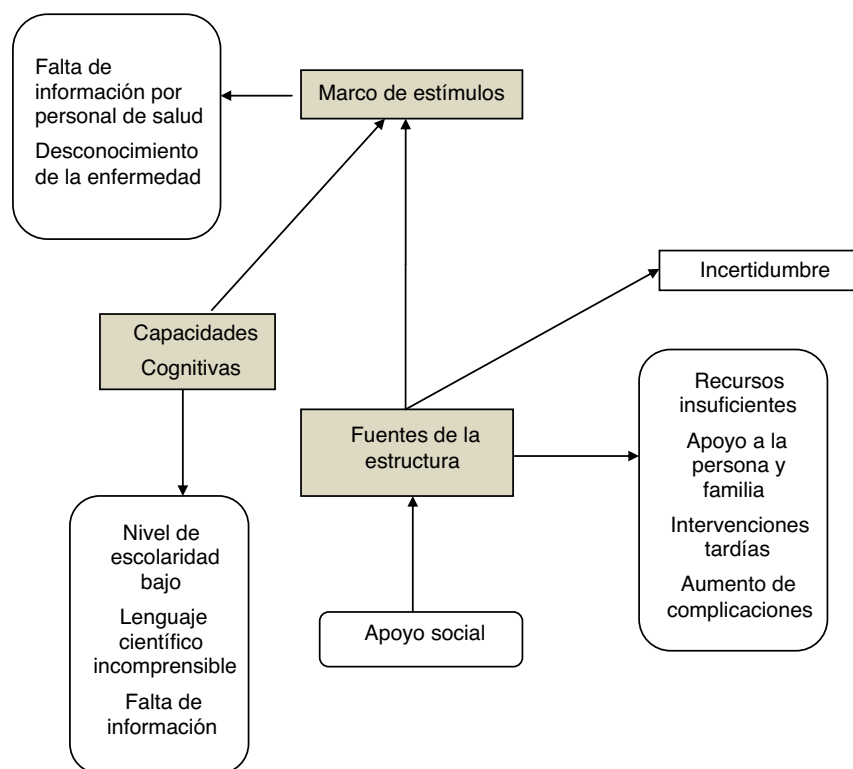 Falta de
información por
personal de salud
Desconocimiento
de la enfermedad
Marco de estímulos
Incertidumbre
Capacidades
Cognitivas
Fuentes de la
estructura
Recursos
insuficientes
Apoyo a la
persona y
familia
Intervenciones
tardías
Aumento de
complicaciones
Nivel de
escolaridad
bajo
Lenguaje
científico
incomprensible
Falta de
información
Apoyo social